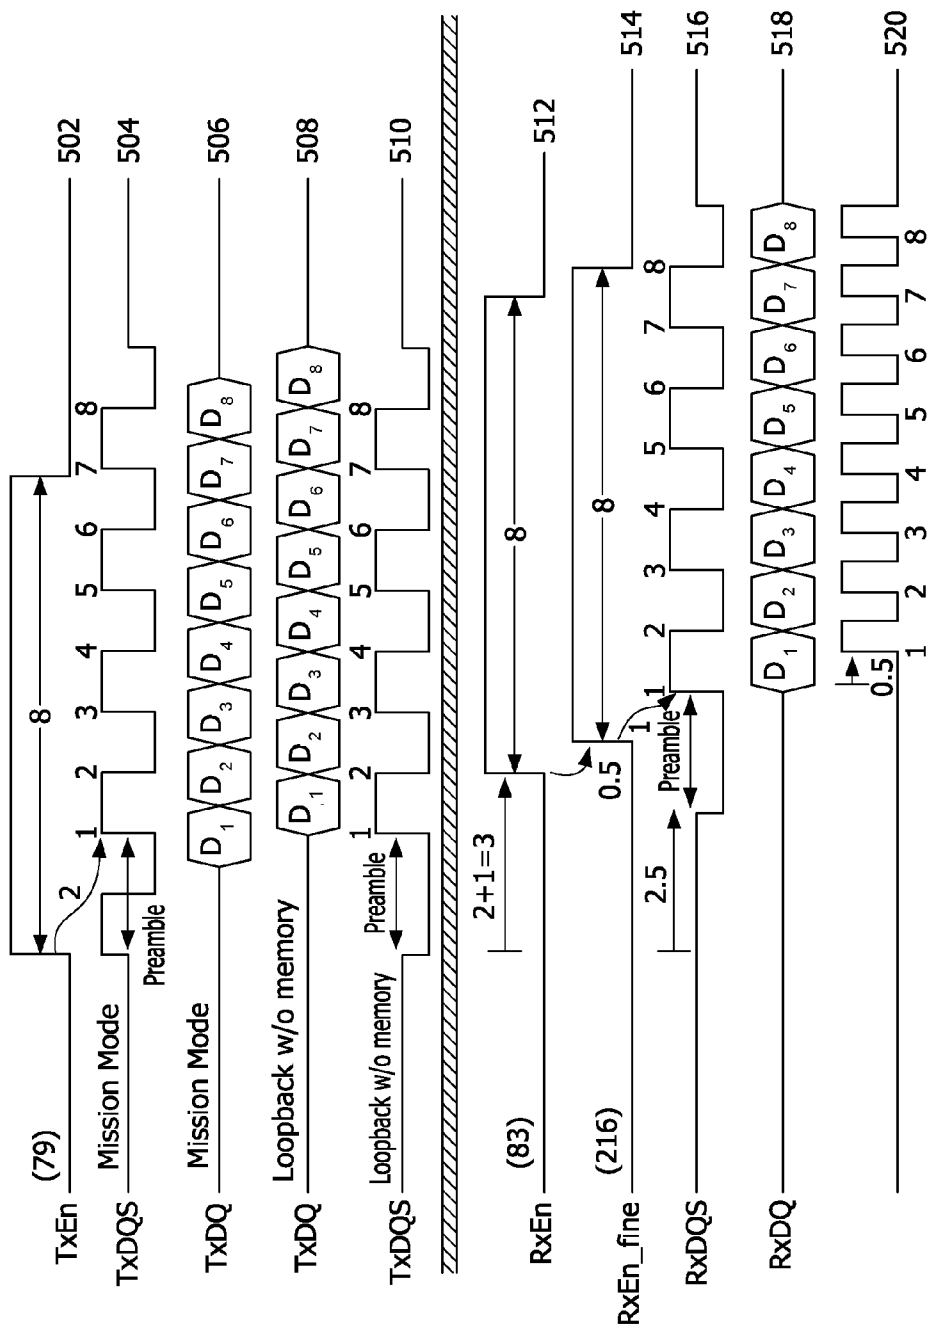 (79)
TxEn
8
502
2
Mission Mode
TxDQS
Preamble
1 2 3 4 5 6 7 8
504
Mission Mode
TxDQ
D1 D2 D3 D4 D5 D6 D7 D8
506
Loopback w/o memory
TxDQ
D1 D2 D3 D4 D5 D6 D7 D8
508
Loopback w/o memory
TxDQS
Preamble
1 2 3 4 5 6 7 8
510
(83)
RxEn
2+1=3
8
512
(216)
RxEn_fine
0.5
8
514
RxDQS
2.5
Preamble
1
1 2 3 4 5 6 7 8
516
RxDQ
D1 D2 D3 D4 D5 D6 D7 D8
518
0.5
1 2 3 4 5 6 7 8
520